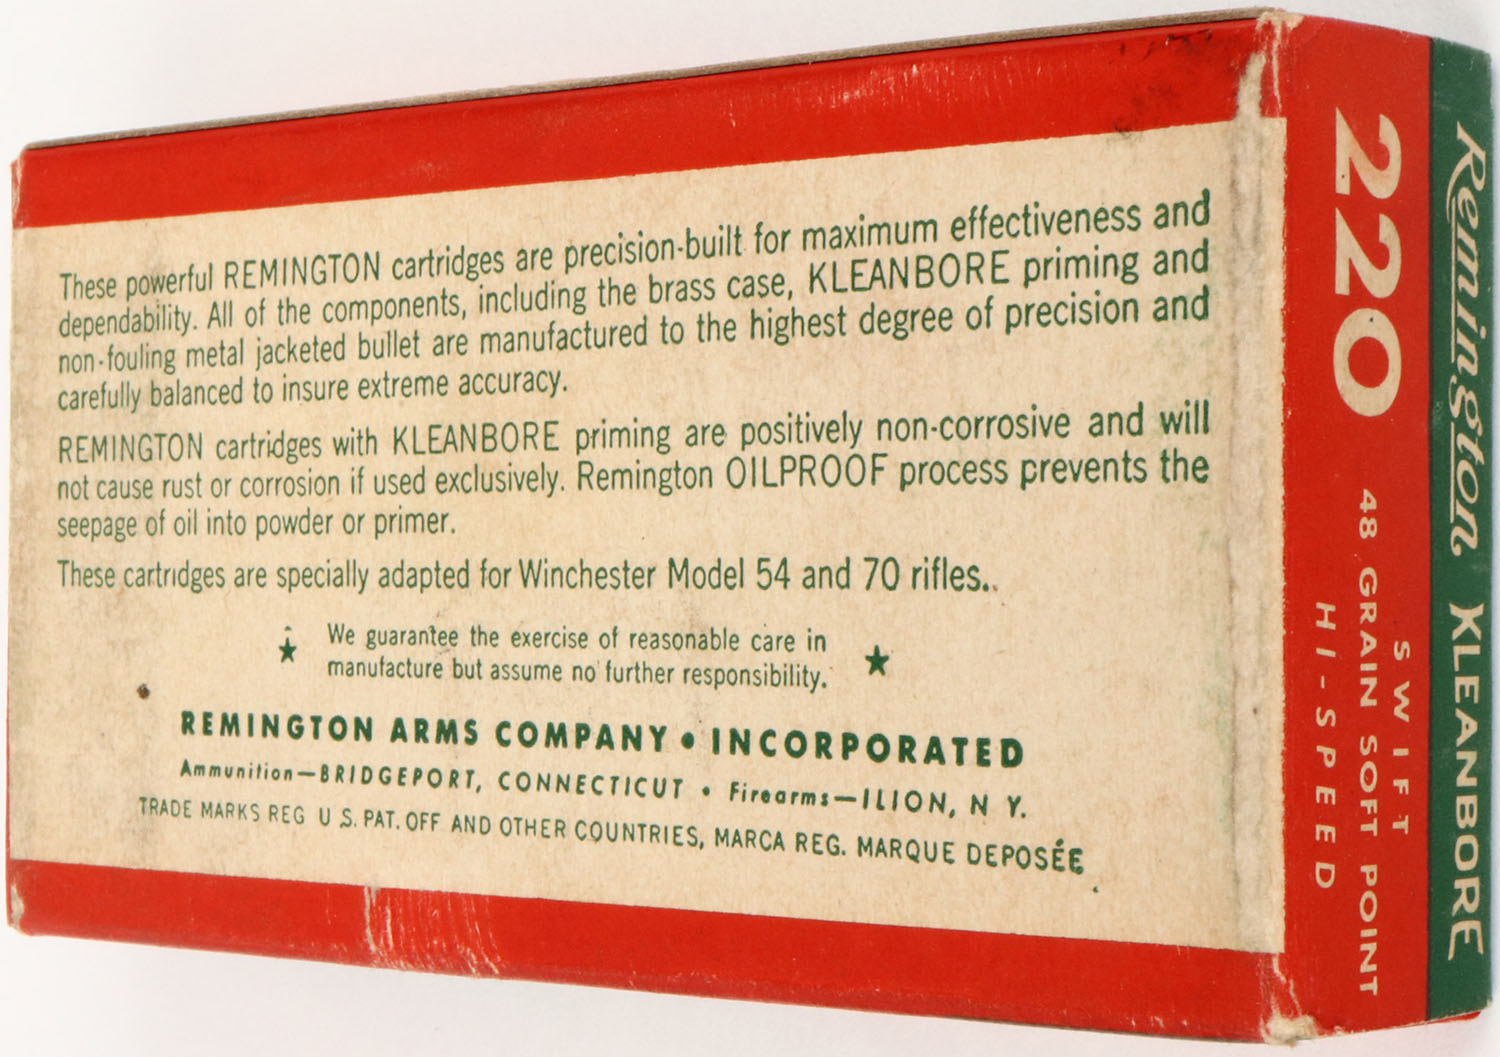 These powerful REMINGTON cartridges are precision-built for maximum effectiveness and
dependability. All of the components, including the brass case, KLEANBORE priming and
non-fouling metal jacketed bullet are manufactured to the highest degree of precision and
carefully balanced to insure extreme accuracy.
REMINGTON cartridges with KLEANBORE priming are positively non-corrosive and will
not cause rust or corrosion if used exclusively. Remington OILPROOF process prevents the
seepage of oil into powder or primer.
These cartridges are specially adapted for Winchester Model 54 and 70 rifles.
We guarantee the exercise of reasonable care in
manufacture but assume no further responsibility.
REMINGTON ARMS COMPANY • INCORPORATED
Ammunition—BRIDGEPORT, CONNECTICUT • Firearms—ILION, N Y.
TRADE MARKS REG U S. PAT. OFF AND OTHER COUNTRIES, MARCA REG. MARQUE DEPOSÉE
Remington KLEANBORE
220
SWIFT
48 GRAIN SOFT POINT
HI-SPEED